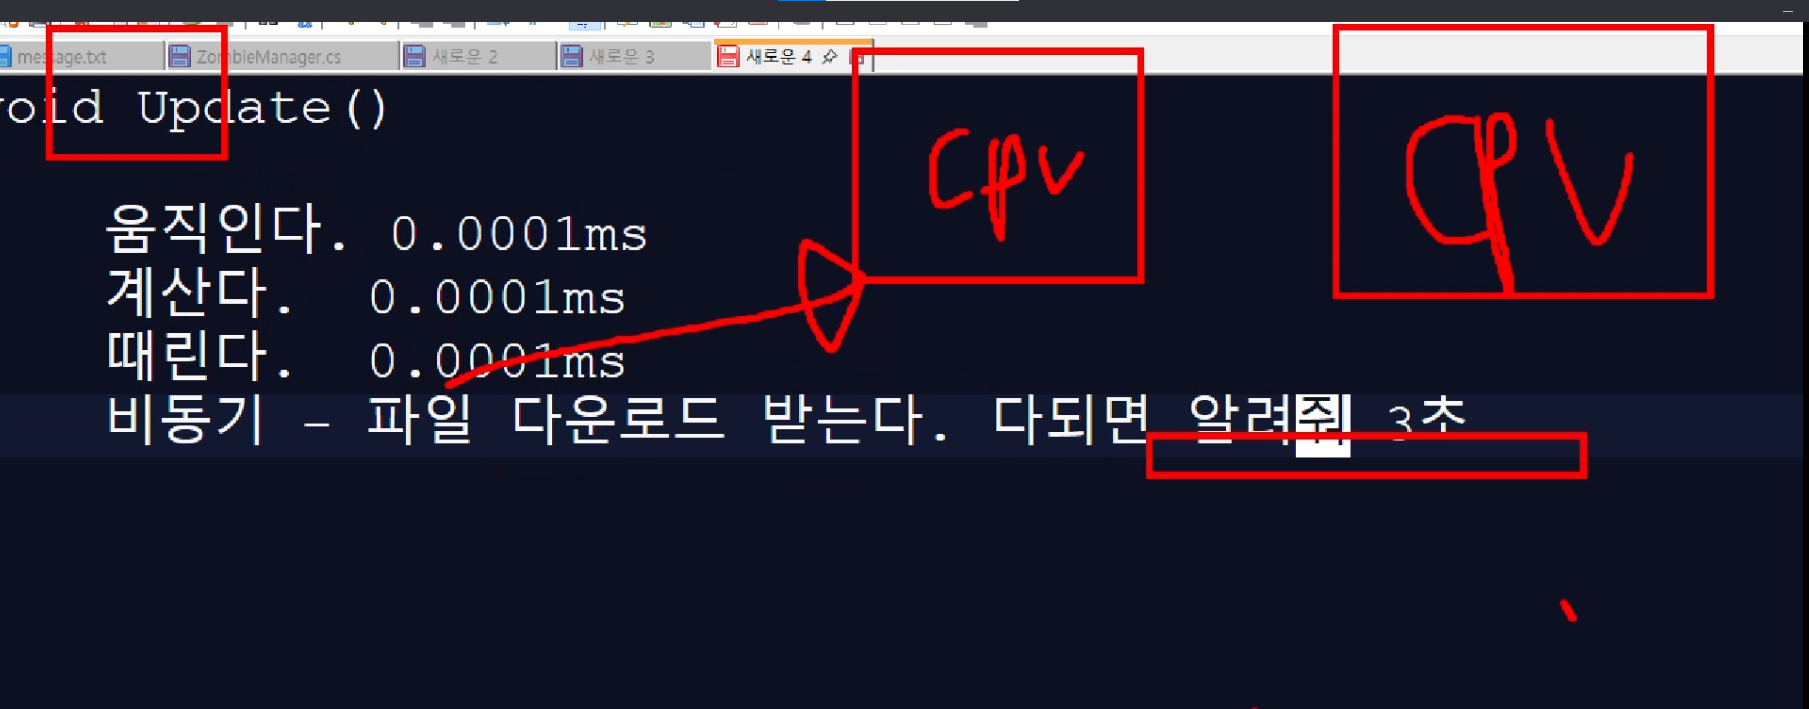 message.txt ZombieManager.cs 새로운 2 새로운 3 새로운 4
void Update()
cpu
CPU
움직인다. 0.0001ms
계산다. 0.0001ms
때린다. 0.0001ms
비동기 - 파일 다운로드 받는다. 다되면 알려줘 3초